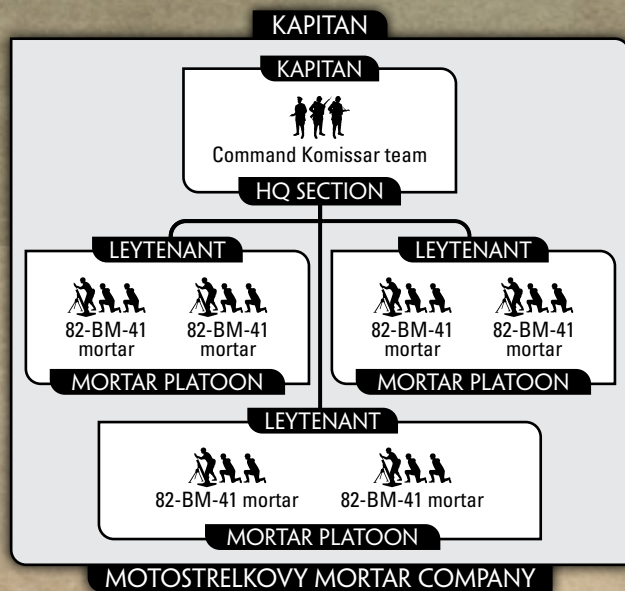 KAPITAN
KAPITAN
Command Komissar team
HQ SECTION
LEYTENANT
82-BM-41
mortar
82-BM-41
mortar
MORTAR PLATOON
LEYTENANT
82-BM-41
mortar
82-BM-41
mortar
MORTAR PLATOON
LEYTENANT
82-BM-41 mortar
82-BM-41 mortar
MORTAR PLATOON
MOTOSTRELKOVY MORTAR COMPANY